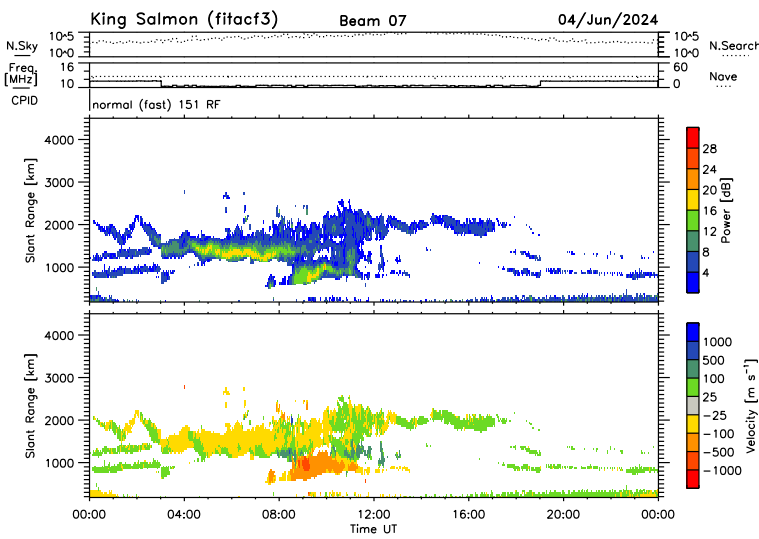 King Salmon (fitacf3) Beam 07 04/Jun/2024
N.Sky 10^5 10^0 10^5 10^0 N.Search
Freq. [MHz] 16 10 60 0 Nave
CPID normal (fast) 151 RF
Slant Range [km] 4000 3000 2000 1000
28 24 20 16 12 8 4 Power [dB]
Slant Range [km] 4000 3000 2000 1000
1000 500 100 25 −25 −100 −500 −1000 Velocity [m s⁻¹]
00:00 04:00 08:00 12:00 16:00 20:00 00:00
Time UT